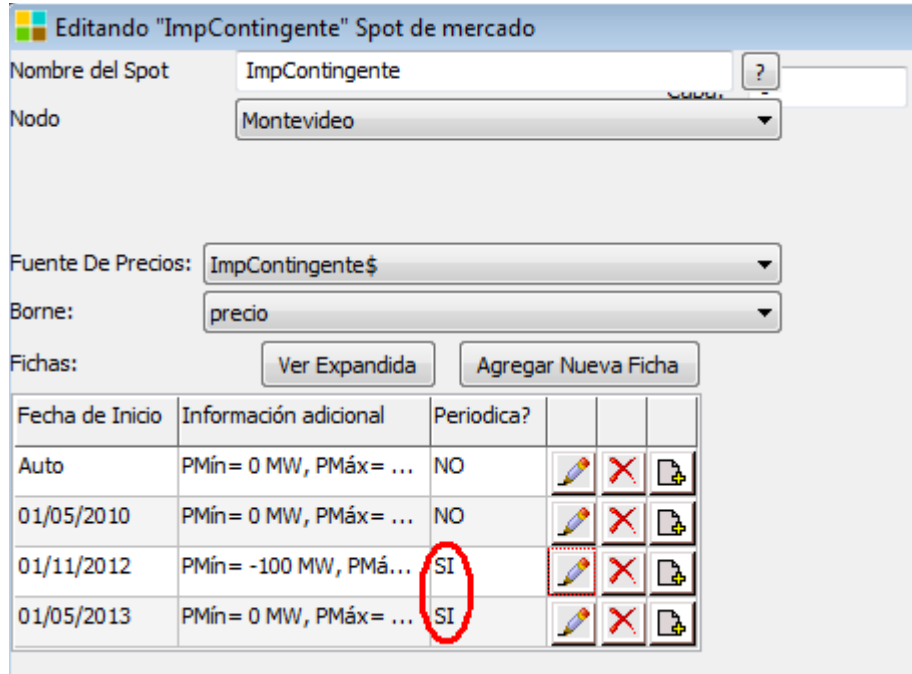 Editando "ImpContingente" Spot de mercado
Nombre del Spot ImpContingente ?
Nodo Montevideo
Fuente De Precios: ImpContingente$
Borne: precio
Fichas: Ver Expandida Agregar Nueva Ficha
Fecha de Inicio Información adicional Periodica?
Auto PMín= 0 MW, PMáx= ... NO
01/05/2010 PMín= 0 MW, PMáx= ... NO
01/11/2012 PMín= -100 MW, PMá... SI
01/05/2013 PMín= 0 MW, PMáx= ... SI